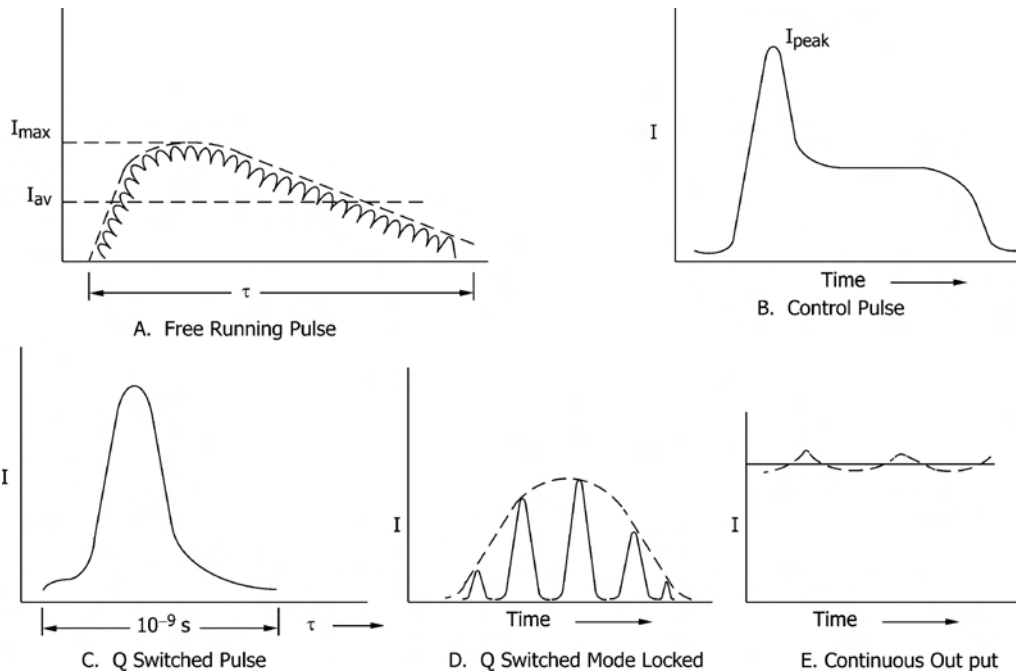 I_max
I_av
τ
A. Free Running Pulse
I_peak
I
Time
B. Control Pulse
I
10⁻⁹ s τ
C. Q Switched Pulse
I
Time
D. Q Switched Mode Locked
I
Time
E. Continuous Out put